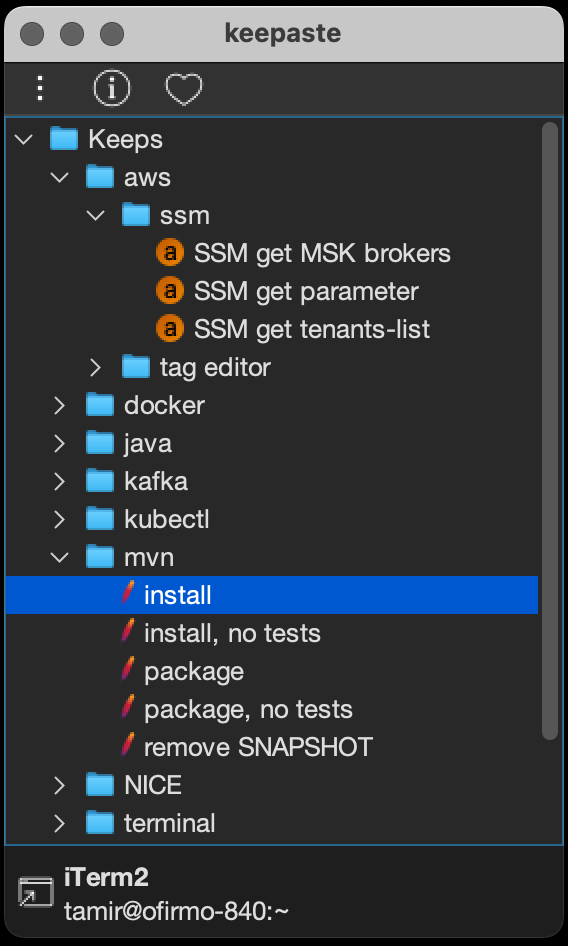 keepaste
Keeps
aws
ssm
SSM get MSK brokers
SSM get parameter
SSM get tenants-list
tag editor
docker
java
kafka
kubectl
mvn
install
install, no tests
package
package, no tests
remove SNAPSHOT
NICE
terminal
iTerm2
tamir@ofirmo-840:~